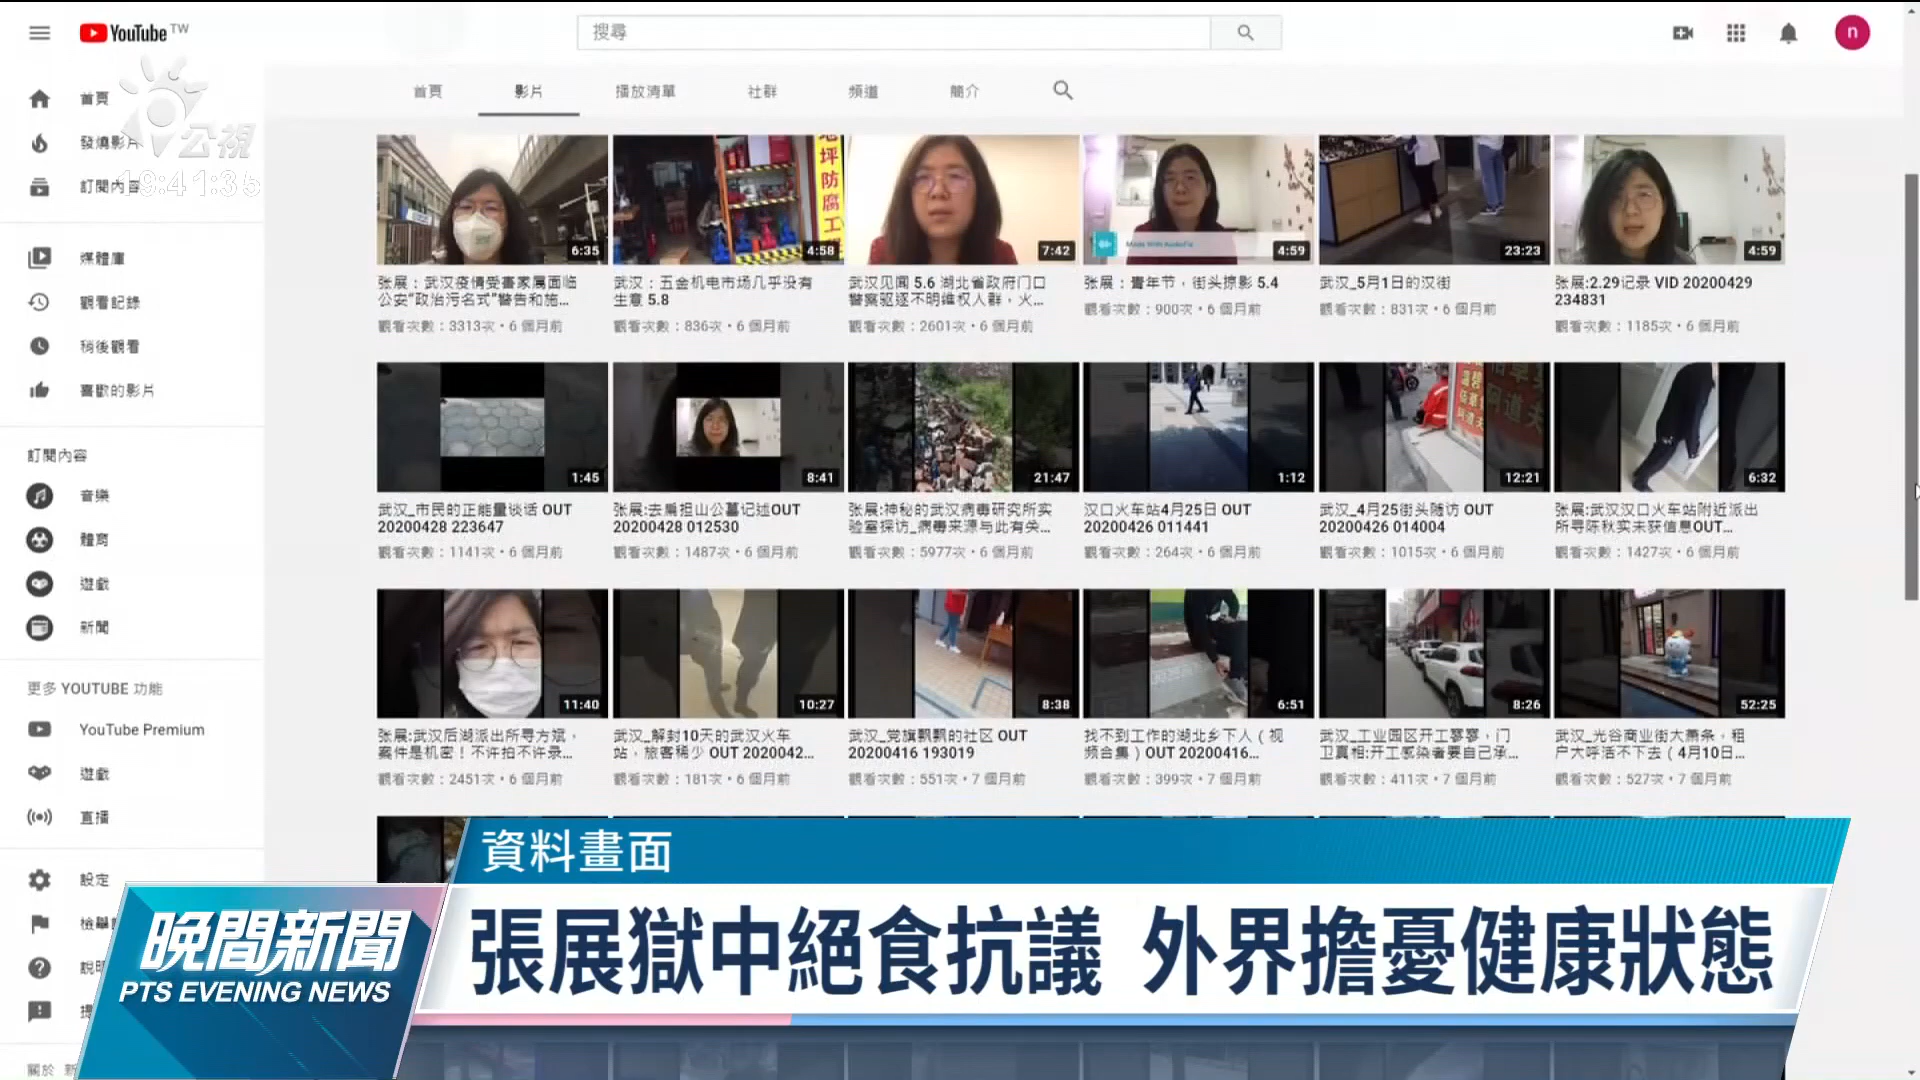 YouTube TW
搜尋
n
首頁
發燒影片
訂閱內容
公視
19:41:35
媒體庫
觀看記錄
稍後觀看
喜歡的影片
訂閱內容
音樂
體育
遊戲
新聞
更多 YOUTUBE 功能
YouTube Premium
遊戲
直播
設定
首頁 影片 播放清單 社群 頻道 簡介
地坪防腐工
6:35
4:58
7:42
Made With AudioFix
4:59
23:23
4:59
张展：武汉疫情受害家属面临
公安“政治污名式”警告和施...
觀看次數：3313次・6 個月前
武汉：五金机电市场几乎没有
生意 5.8
觀看次數：836次・6 個月前
武汉见闻 5.6 湖北省政府门口
警察驱逐不明维权人群，火...
觀看次數：2601次・6 個月前
张展：青年节，街头掠影 5.4
觀看次數：900次・6 個月前
武汉_5月1日的汉街
觀看次數：831次・6 個月前
张展:2.29记录 VID 20200429
234831
觀看次數：1185次・6 個月前
1:45
8:41
21:47
1:12
12:21
6:32
武汉_市民的正能量谈话 OUT
20200428 223647
觀看次數：1141次・6 個月前
张展:去扁担山公墓记述OUT
20200428 012530
觀看次數：1487次・6 個月前
张展:神秘的武汉病毒研究所实
验室探访_病毒来源与此有关...
觀看次數：5977次・6 個月前
汉口火车站4月25日 OUT
20200426 011441
觀看次數：264次・6 個月前
武汉_4月25街头随访 OUT
20200426 014004
觀看次數：1015次・6 個月前
张展:武汉汉口火车站附近派出
所寻陈秋实未获信息OUT...
觀看次數：1427次・6 個月前
11:40
10:27
8:38
6:51
8:26
52:25
张展:武汉后湖派出所寻方斌，
案件是机密！不许拍不许录...
觀看次數：2451次・6 個月前
武汉_解封10天的武汉火车
站，旅客稀少 OUT 2020042...
觀看次數：181次・6 個月前
武汉_党旗飘飘的社区 OUT
20200416 193019
觀看次數：551次・7 個月前
找不到工作的湖北乡下人（视
频合集）OUT 20200416...
觀看次數：399次・7 個月前
武汉_工业园区开工寥寥，门
卫真相:开工感染者要自己承...
觀看次數：411次・7 個月前
武汉_光谷商业街大萧条，租
户大呼活不下去（4月10日...
觀看次數：527次・7 個月前
資料畫面
張展獄中絕食抗議 外界擔憂健康狀態
晚間新聞
PTS EVENING NEWS
關於 新